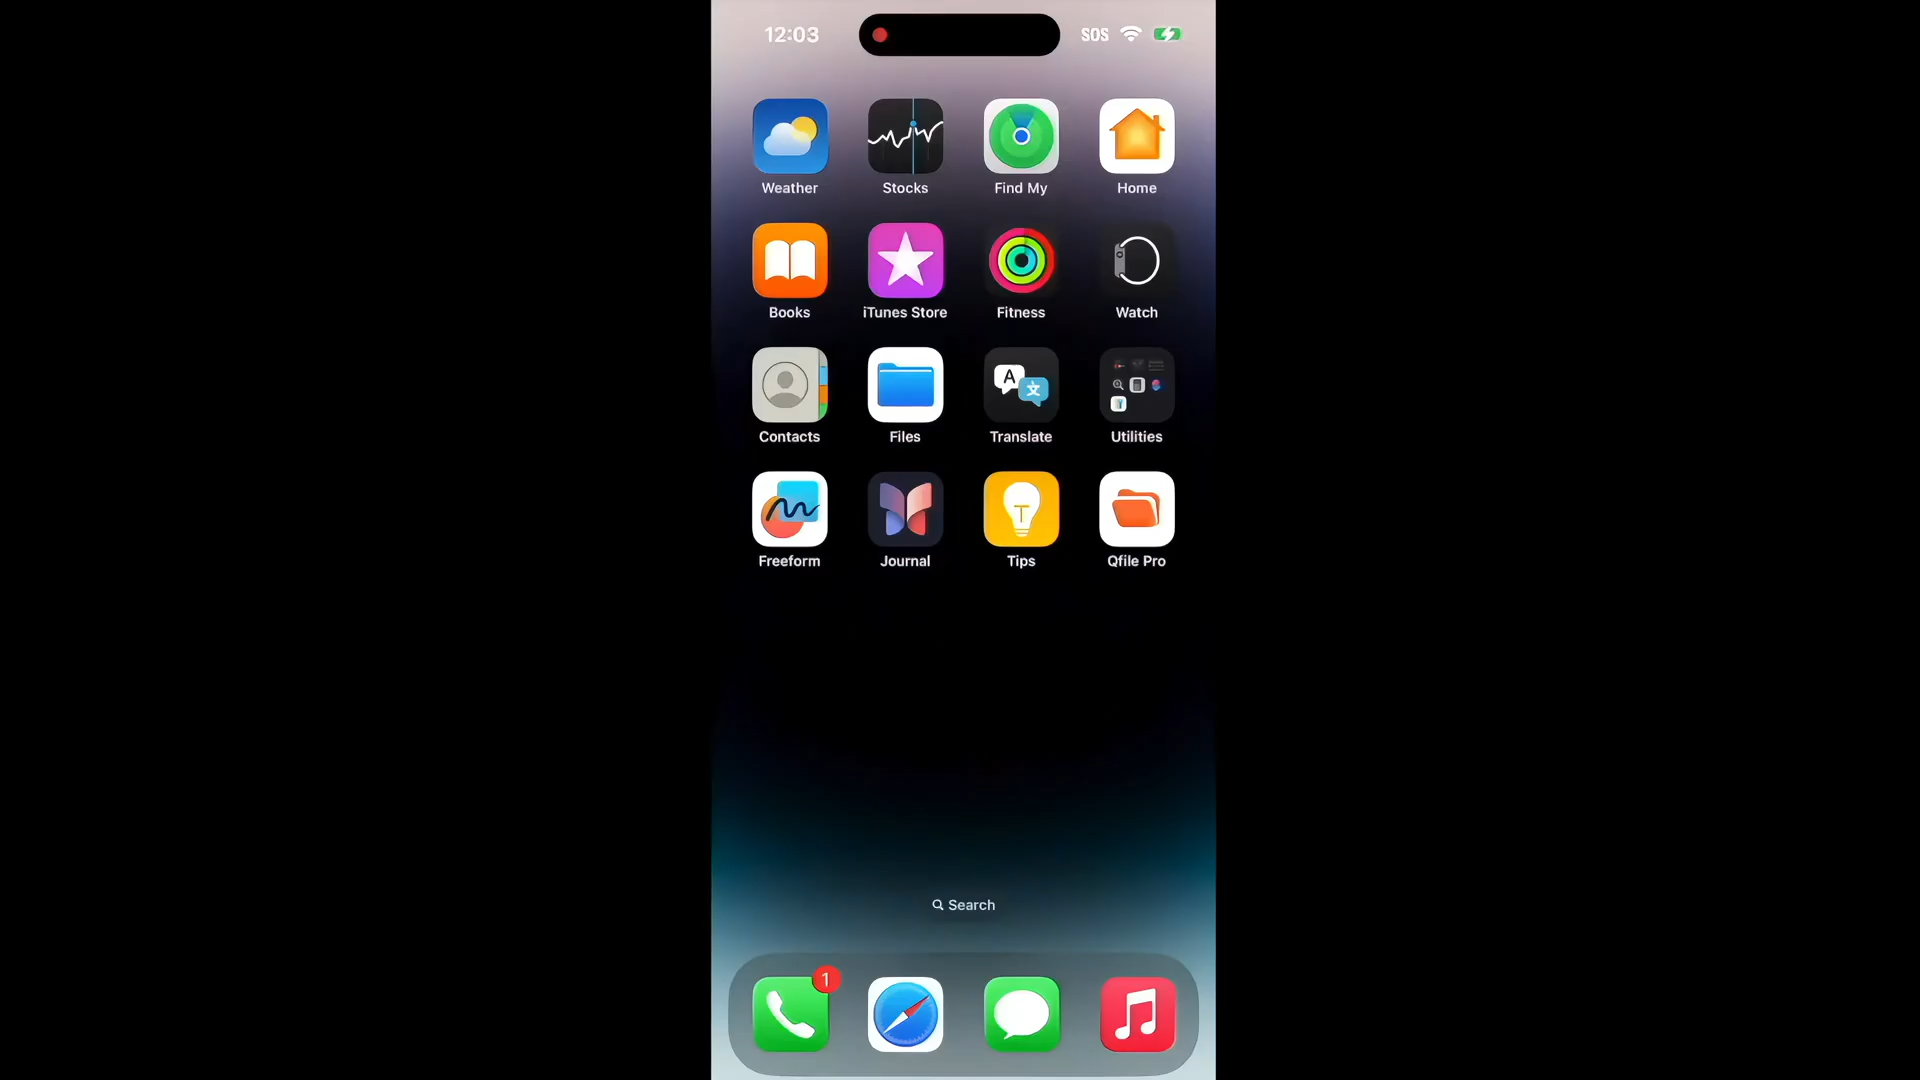 12:03 SOS
Weather Stocks Find My Home
Books iTunes Store Fitness Watch
A 文
Contacts Files Translate Utilities
T
Freeform Journal Tips Qfile Pro
Search
1